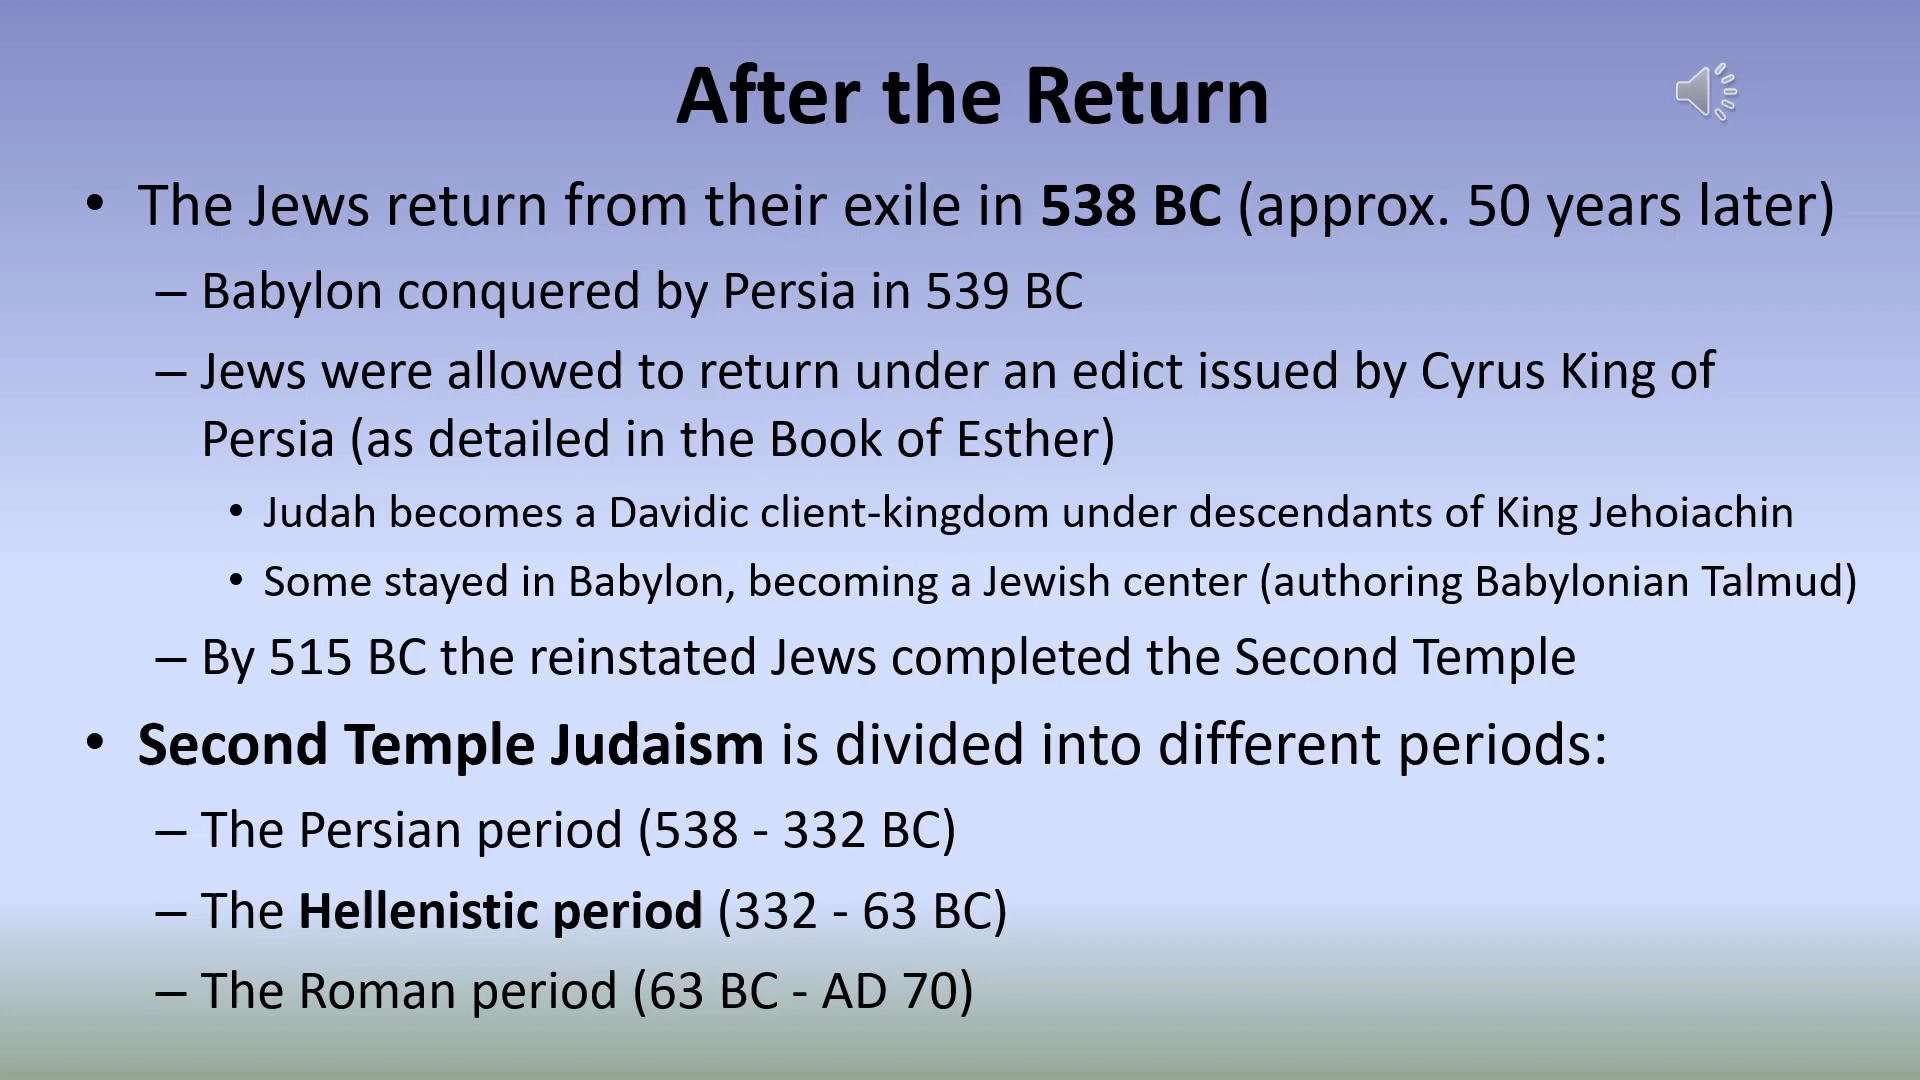 After the Return
• The Jews return from their exile in 538 BC (approx. 50 years later)
– Babylon conquered by Persia in 539 BC
– Jews were allowed to return under an edict issued by Cyrus King of
Persia (as detailed in the Book of Esther)
• Judah becomes a Davidic client-kingdom under descendants of King Jehoiachin
• Some stayed in Babylon, becoming a Jewish center (authoring Babylonian Talmud)
– By 515 BC the reinstated Jews completed the Second Temple
• Second Temple Judaism is divided into different periods:
– The Persian period (538 - 332 BC)
– The Hellenistic period (332 - 63 BC)
– The Roman period (63 BC - AD 70)